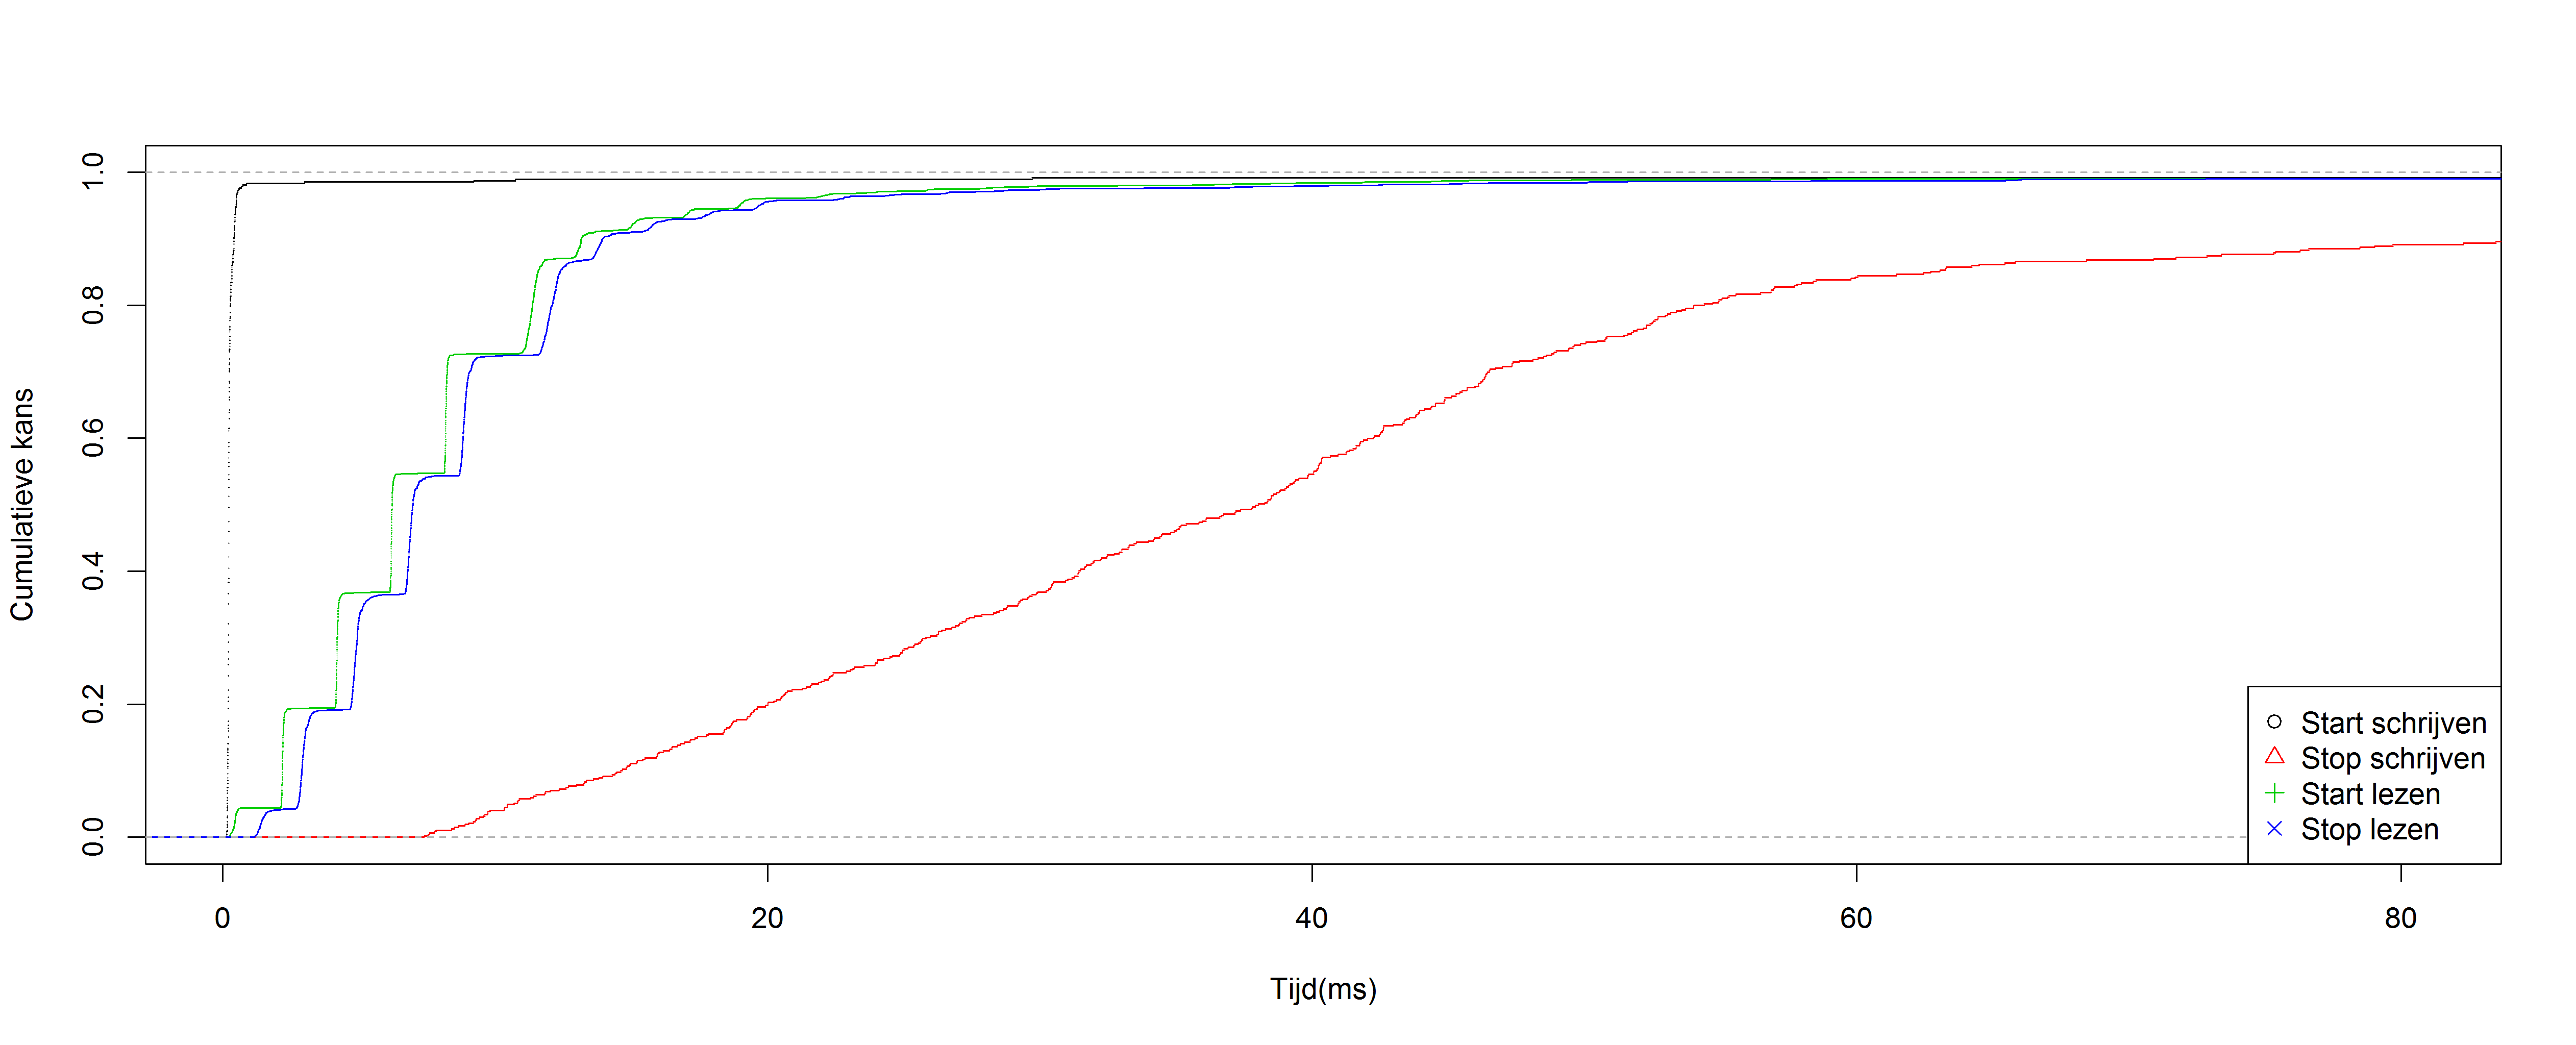 Cumulatieve kans
1.0
0.8
0.6
0.4
0.2
0.0
0 20 40 60 80
Tijd(ms)
Start schrijven
Stop schrijven
Start lezen
Stop lezen